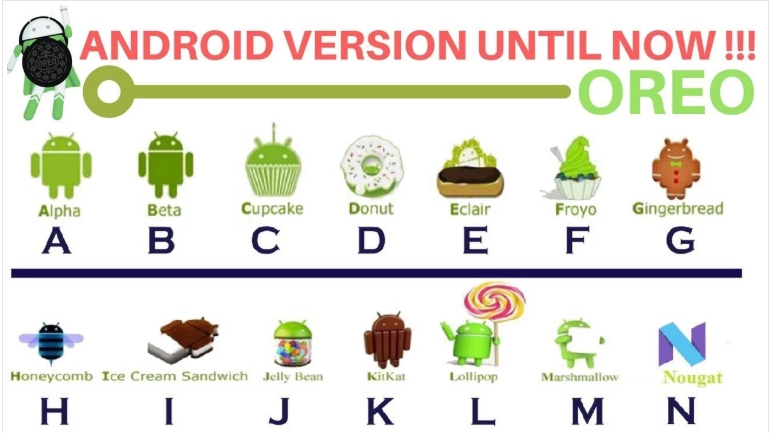 ANDROID VERSION UNTIL NOW !!!
OREO
OREO
Alpha Beta Cupcake Donut Eclair Froyo Gingerbread
A B C D E F G
Honeycomb Ice Cream Sandwich Jelly Bean KitKat Lollipop Marshmallow Nougat
H I J K L M N